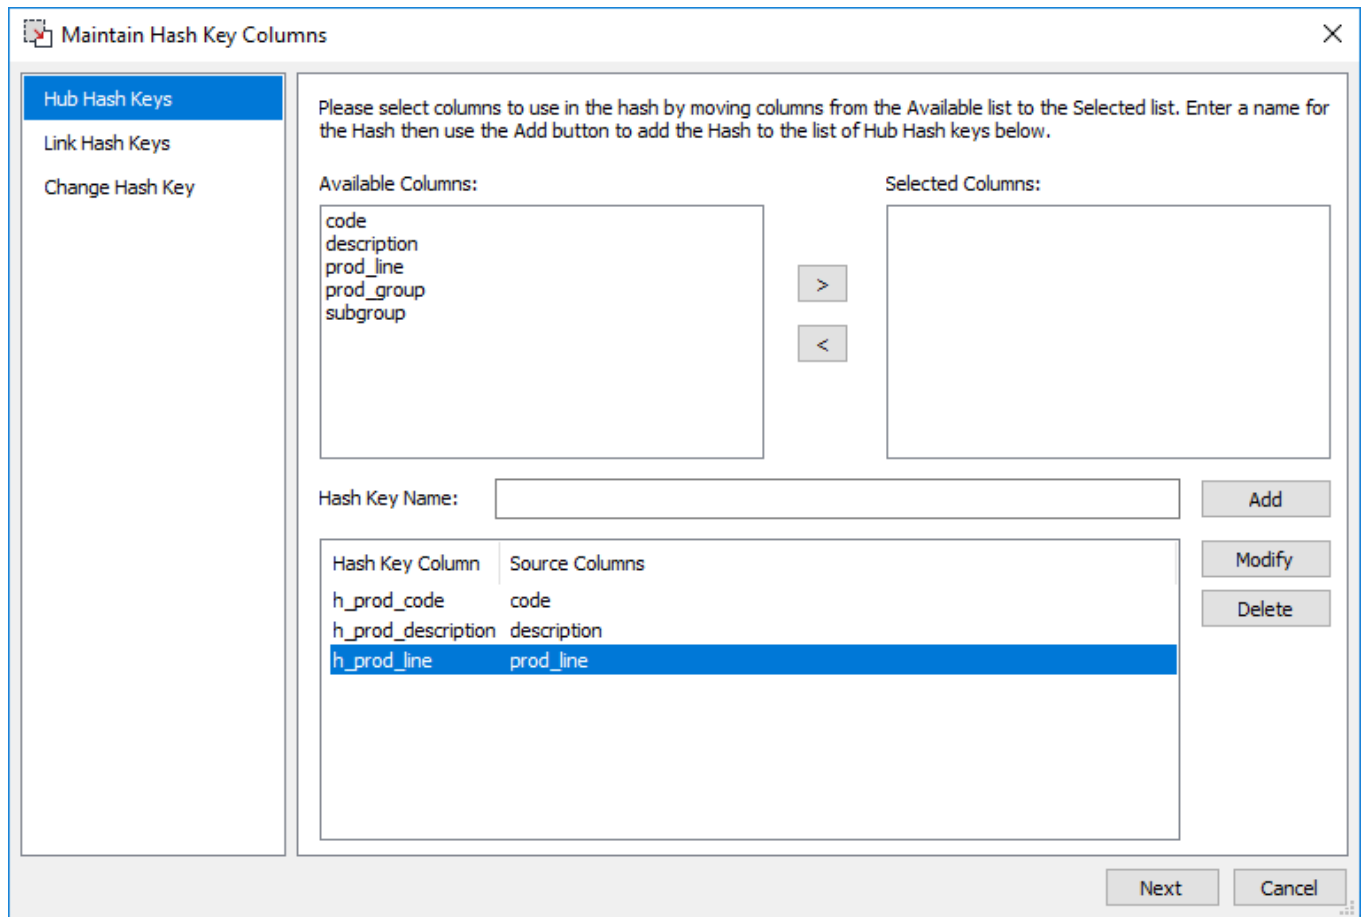 Maintain Hash Key Columns
Hub Hash Keys
Link Hash Keys
Change Hash Key
Please select columns to use in the hash by moving columns from the Available list to the Selected list. Enter a name for
the Hash then use the Add button to add the Hash to the list of Hub Hash keys below.
Available Columns:
Selected Columns:
code
description
prod_line
prod_group
subgroup
>
<
Hash Key Name:
Add
Hash Key Column Source Columns
Modify
h_prod_code code
Delete
h_prod_description description
h_prod_line prod_line
Next
Cancel